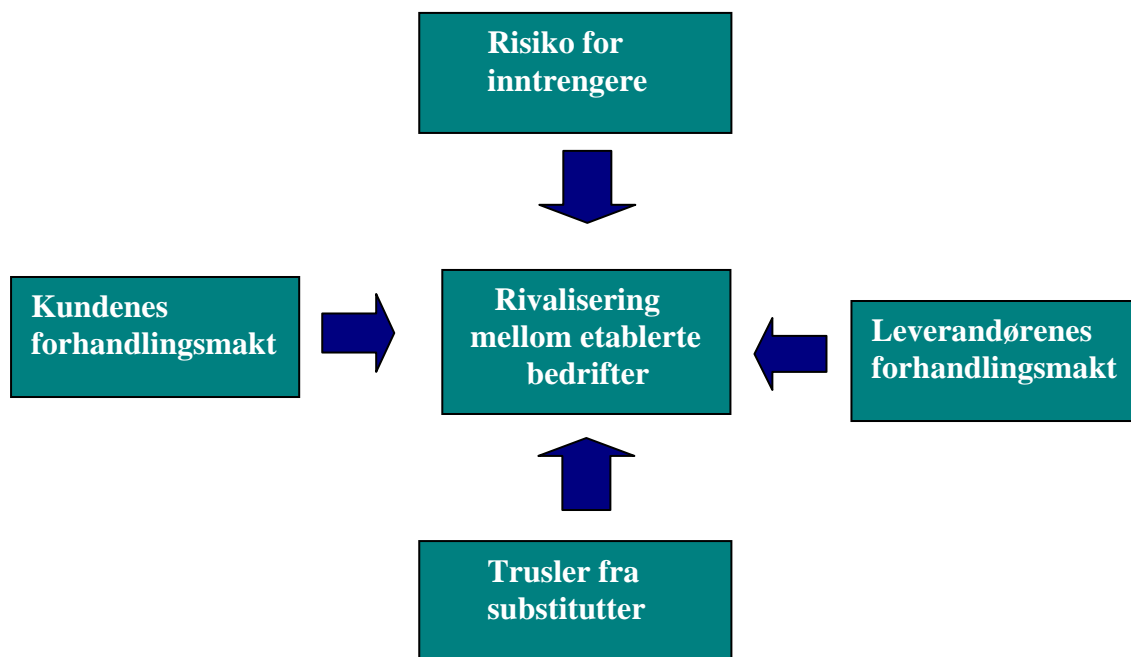 Risiko for
inntrengere
Kundenes
forhandlingsmakt
Rivalisering
mellom etablerte
bedrifter
Leverandørenes
forhandlingsmakt
Trusler fra
substitutter